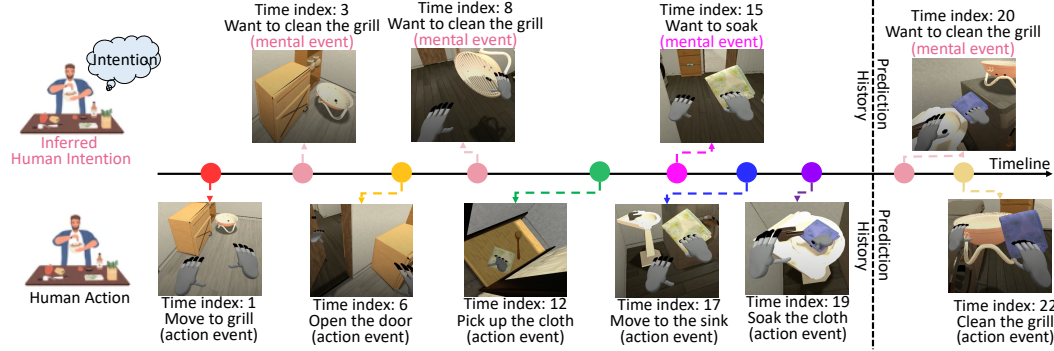 Intention
Inferred
Human Intention
Human Action
Time index: 3
Want to clean the grill
(mental event)
Time index: 8
Want to clean the grill
(mental event)
Time index: 15
Want to soak
(mental event)
Time index: 20
Want to clean the grill
(mental event)
Prediction
History
Timeline
Prediction
History
Time index: 1
Move to grill
(action event)
Time index: 6
Open the door
(action event)
Time index: 12
Pick up the cloth
(action event)
Time index: 17
Move to the sink
(action event)
Time index: 19
Soak the cloth
(action event)
Time index: 22
Clean the grill
(action event)